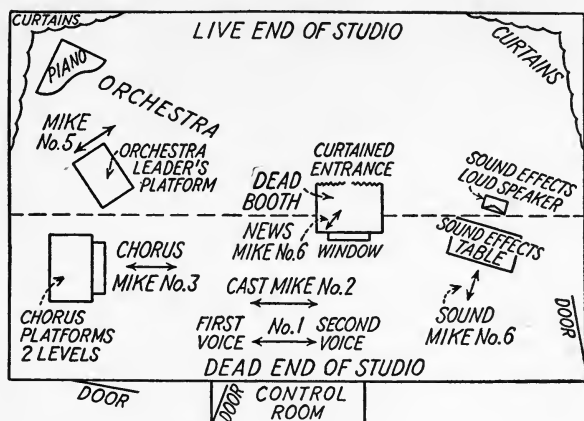 CURTAINS
LIVE END OF STUDIO
CURTAINS
PIANO
ORCHESTRA
MIKE
No.5
ORCHESTRA
LEADER'S
PLATFORM
CURTAINED
ENTRANCE
DEAD
BOOTH
NEWS
MIKE No.6
WINDOW
SOUND EFFECTS
LOUD SPEAKER
SOUND EFFECTS
TABLE
CHORUS
MIKE No.3
CHORUS
PLATFORMS
2 LEVELS
CAST MIKE No.2
FIRST
VOICE
No.1
SECOND
VOICE
SOUND
MIKE No.6
DOOR
DEAD END OF STUDIO
DOOR
DOOR
CONTROL
ROOM